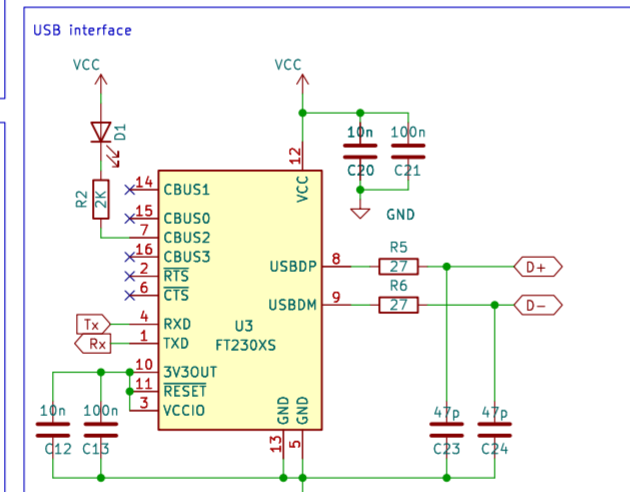 USB interface
VCC
VCC
D1
10n
100n
C20
C21
GND
12
VCC
R2
2K
14
CBUS1
15
CBUS0
7
CBUS2
16
CBUS3
2
RTS
6
CTS
USBDP
8
R5
27
D+
USBDM
9
R6
27
D-
Tx
4
RXD
Rx
1
TXD
U3
FT230XS
10
3V3OUT
11
RESET
3
VCCIO
10n
100n
C12
C13
GND
GND
13
5
47p
47p
C23
C24